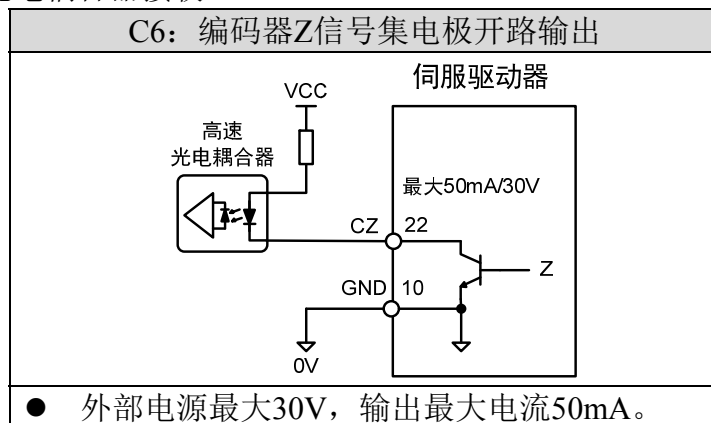 C6：编码器Z信号集电极开路输出
伺服驱动器
VCC
高速
光电耦合器
最大50mA/30V
CZ 22
Z
GND 10
0V
● 外部电源最大30V，输出最大电流50mA。